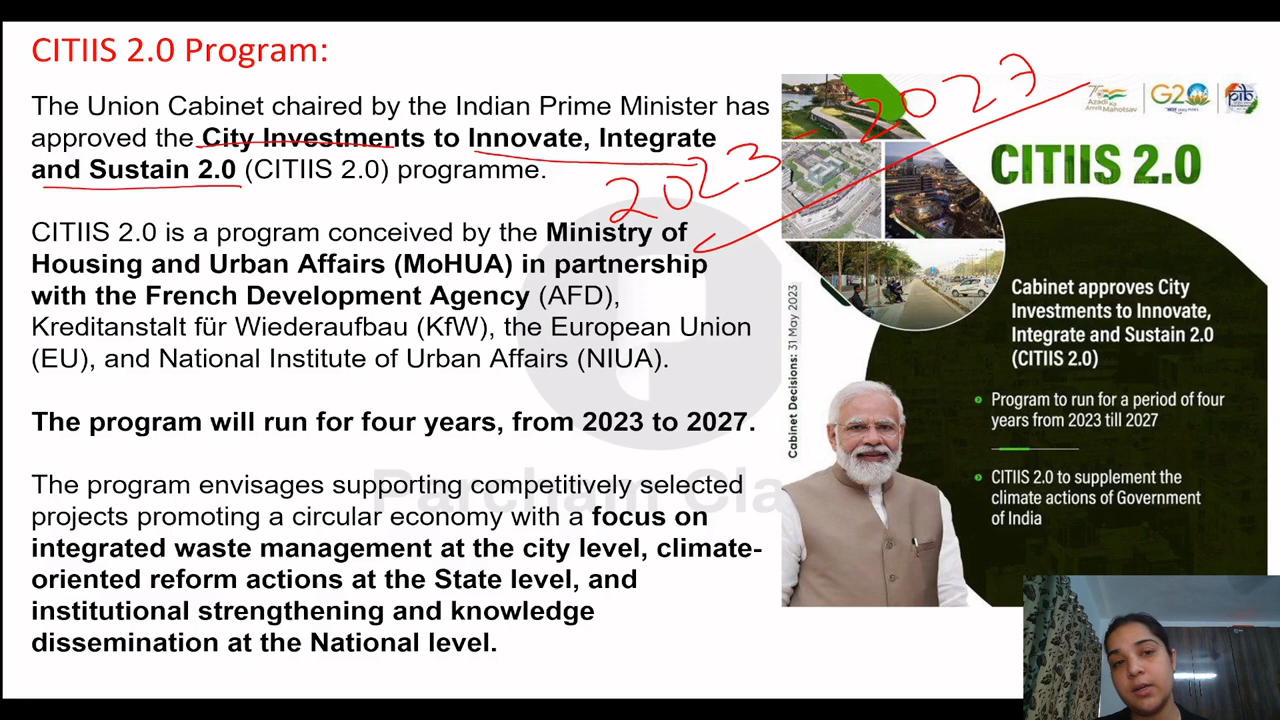 CITIIS 2.0 Program:
The Union Cabinet chaired by the Indian Prime Minister has
approved the City Investments to Innovate, Integrate
and Sustain 2.0 (CITIIS 2.0) programme.
2023 - 2027
CITIIS 2.0 is a program conceived by the Ministry of
Housing and Urban Affairs (MoHUA) in partnership
with the French Development Agency (AFD),
Kreditanstalt für Wiederaufbau (KfW), the European Union
(EU), and National Institute of Urban Affairs (NIUA).
The program will run for four years, from 2023 to 2027.
The program envisages supporting competitively selected
projects promoting a circular economy with a focus on
integrated waste management at the city level, climate-
oriented reform actions at the State level, and
institutional strengthening and knowledge
dissemination at the National level.
Parcham Cla
Azadi Ka
Amrit Mahotsav
G20
pib
CITIIS 2.0
Cabinet approves City
Investments to Innovate,
Integrate and Sustain 2.0
(CITIIS 2.0)
Program to run for a period of four
years from 2023 till 2027
CITIIS 2.0 to supplement the
climate actions of Government
of India
Cabinet Decisions: 31 May 2023